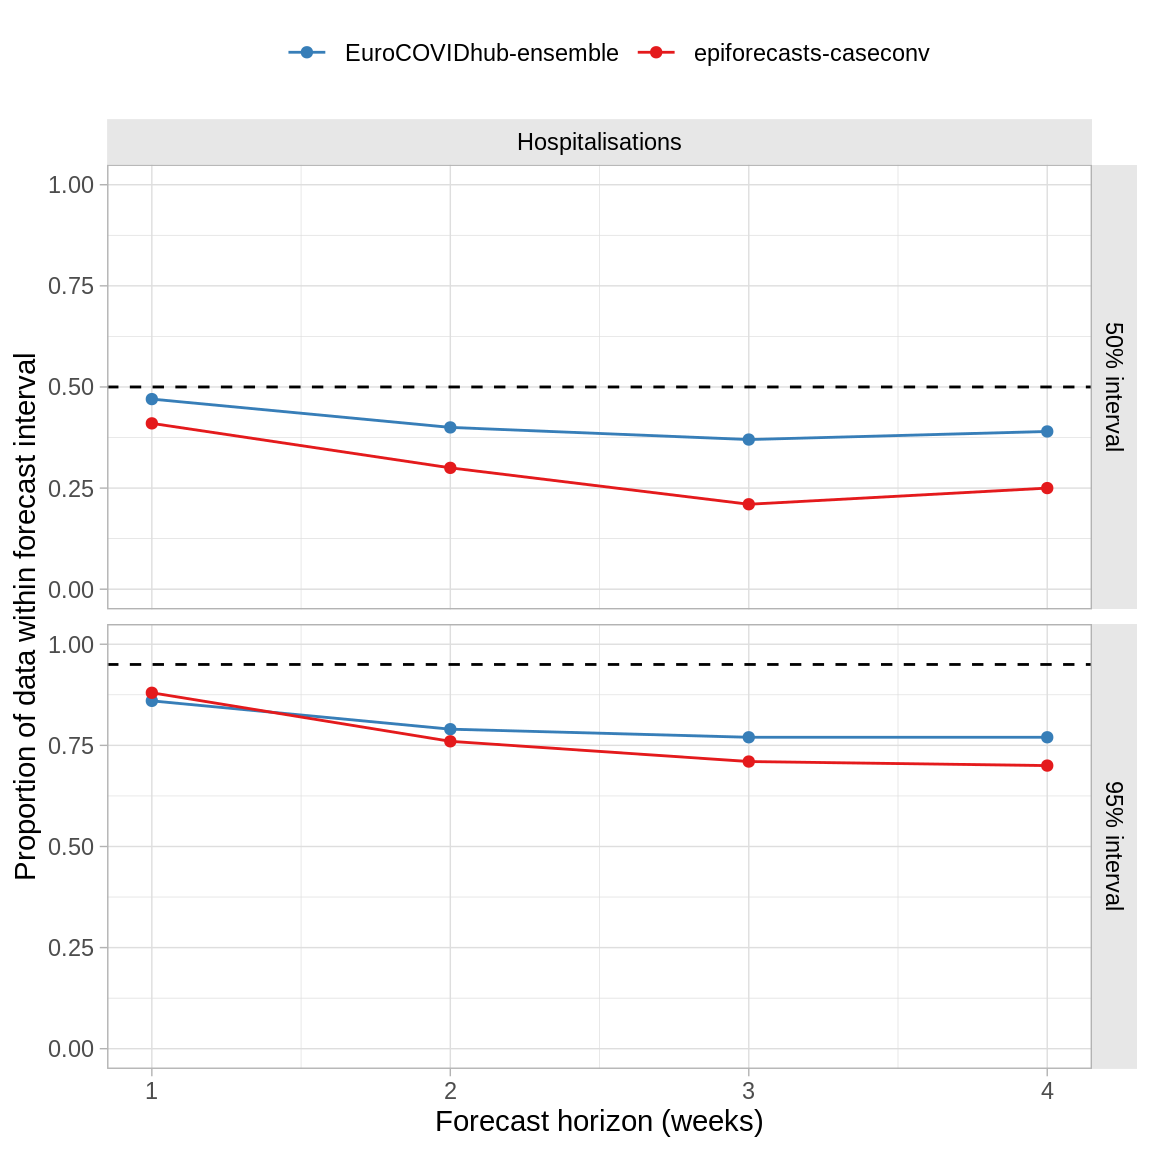 EuroCOVIDhub-ensemble epiforecasts-caseconv
Hospitalisations
1.00
0.75
0.50
0.25
0.00
50% interval
1.00
0.75
0.50
0.25
0.00
95% interval
1 2 3 4
Forecast horizon (weeks)
Proportion of data within forecast interval